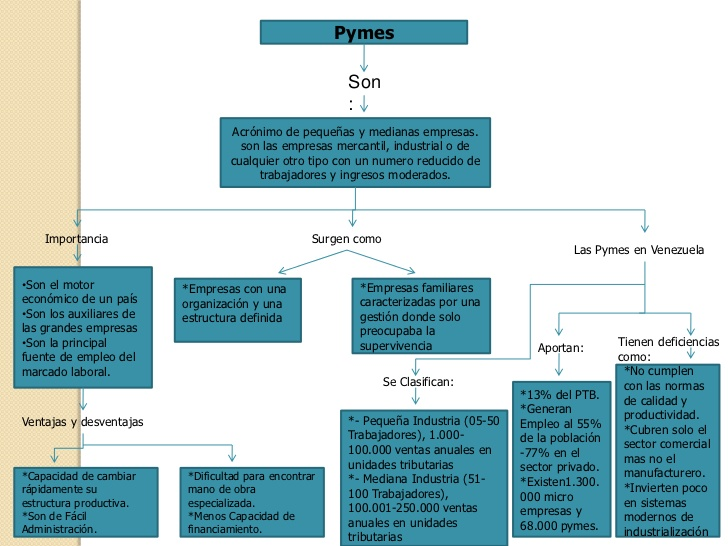 Pymes
Son
:
Acrónimo de pequeñas y medianas empresas.
son las empresas mercantil, industrial o de
cualquier otro tipo con un numero reducido de
trabajadores y ingresos moderados.
Importancia
Surgen como
Las Pymes en Venezuela
•Son el motor
económico de un país
•Son los auxiliares de
las grandes empresas
•Son la principal
fuente de empleo del
marcado laboral.
*Empresas con una
organización y una
estructura definida
*Empresas familiares
caracterizadas por una
gestión donde solo
preocupaba la
supervivencia
Ventajas y desventajas
*Capacidad de cambiar
rápidamente su
estructura productiva.
*Son de Fácil
Administración.
*Dificultad para encontrar
mano de obra
especializada.
*Menos Capacidad de
financiamiento.
Se Clasifican:
*- Pequeña Industria (05-50
Trabajadores), 1.000-
100.000 ventas anuales en
unidades tributarias
*- Mediana Industria (51-
100 Trabajadores),
100.001-250.000 ventas
anuales en unidades
tributarias
Aportan:
*13% del PTB.
*Generan
Empleo al 55%
de la población
-77% en el
sector privado.
*Existen1.300.
000 micro
empresas y
68.000 pymes.
Tienen deficiencias
como:
*No cumplen
con las normas
de calidad y
productividad.
*Cubren solo el
sector comercial
mas no el
manufacturero.
*Invierten poco
en sistemas
modernos de
industrialización